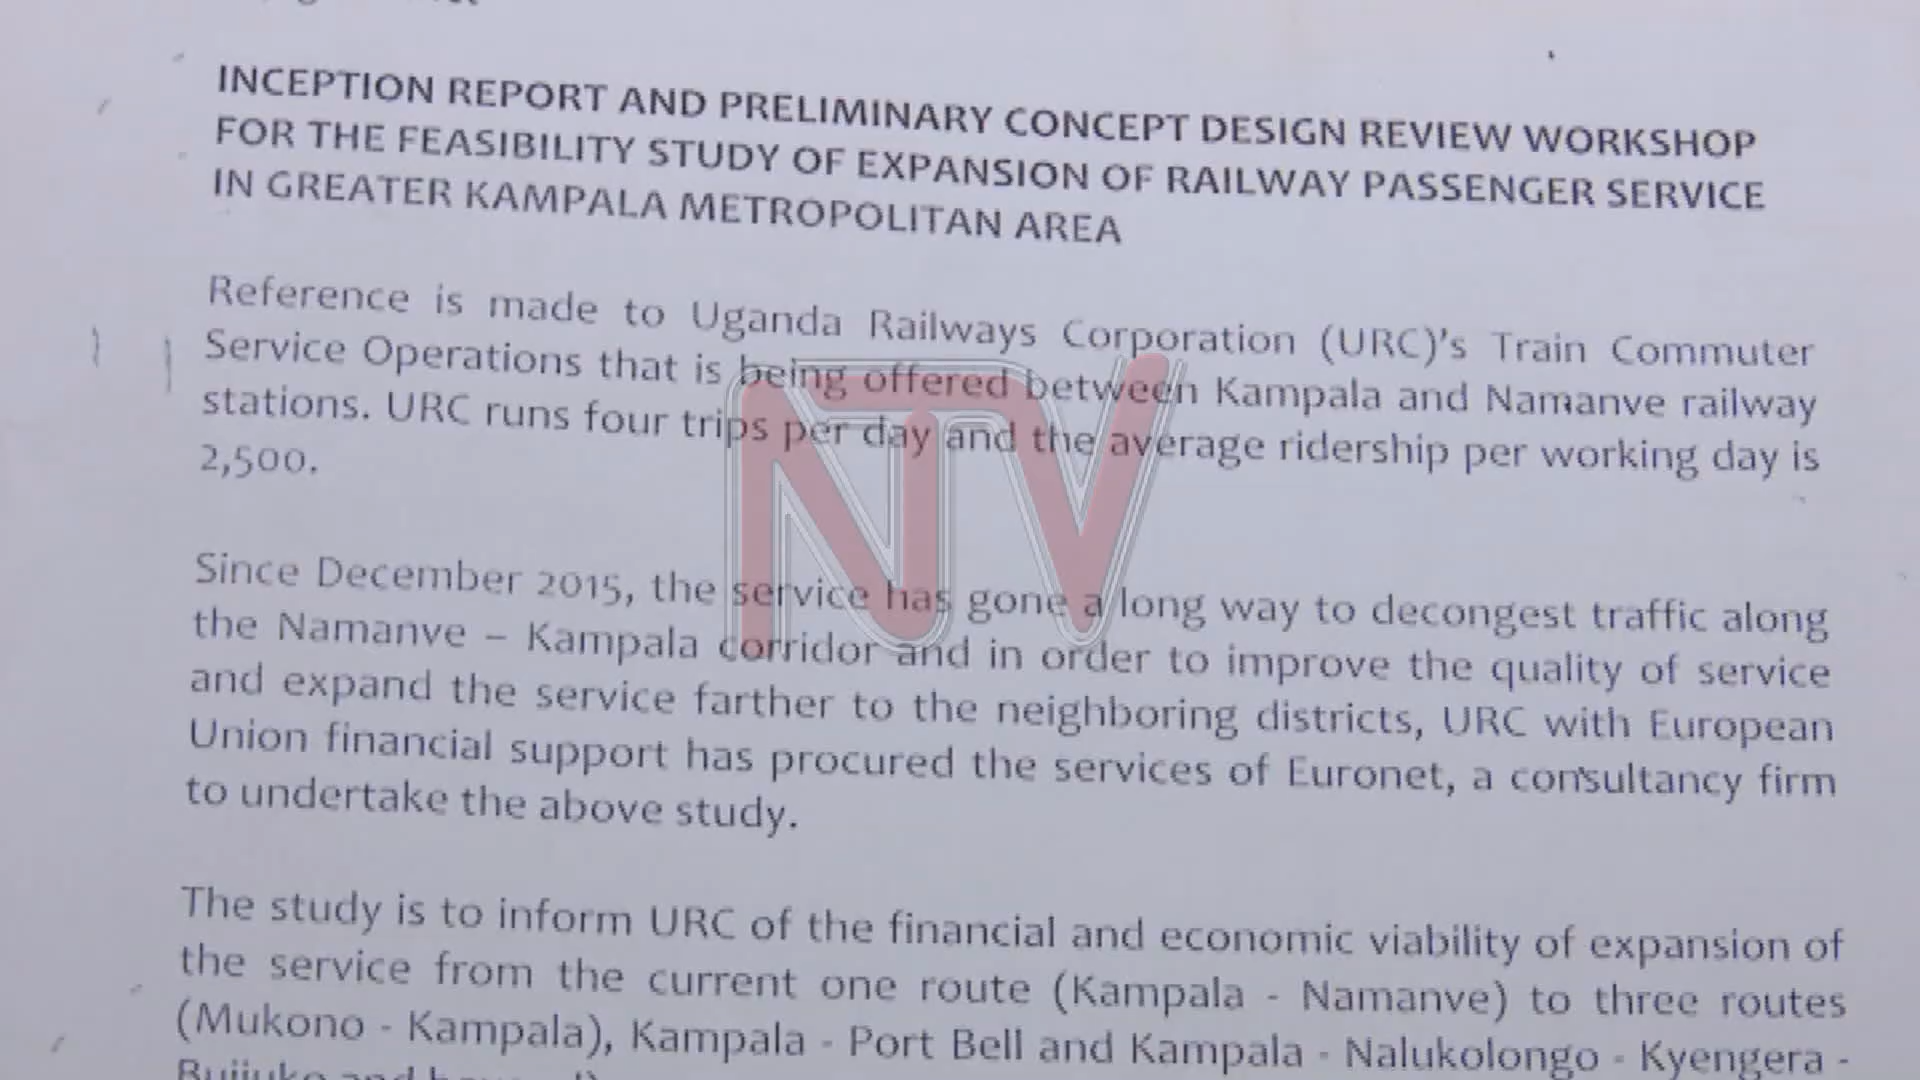 INCEPTION REPORT AND PRELIMINARY CONCEPT DESIGN REVIEW WORKSHOP
FOR THE FEASIBILITY STUDY OF EXPANSION OF RAILWAY PASSENGER SERVICE
IN GREATER KAMPALA METROPOLITAN AREA
Reference is made to Uganda Railways Corporation (URC)'s Train Commuter
Service Operations that is being offered between Kampala and Namanve railway
stations. URC runs four trips per day and the average ridership per working day is
2,500.
NTV
Since December 2015, the service has gone a long way to decongest traffic along
the Namanve – Kampala corridor and in order to improve the quality of service
and expand the service farther to the neighboring districts, URC with European
Union financial support has procured the services of Euronet, a consultancy firm
to undertake the above study.
The study is to inform URC of the financial and economic viability of expansion of
the service from the current one route (Kampala - Namanve) to three routes
(Mukono - Kampala), Kampala - Port Bell and Kampala - Nalukolongo - Kyengera -